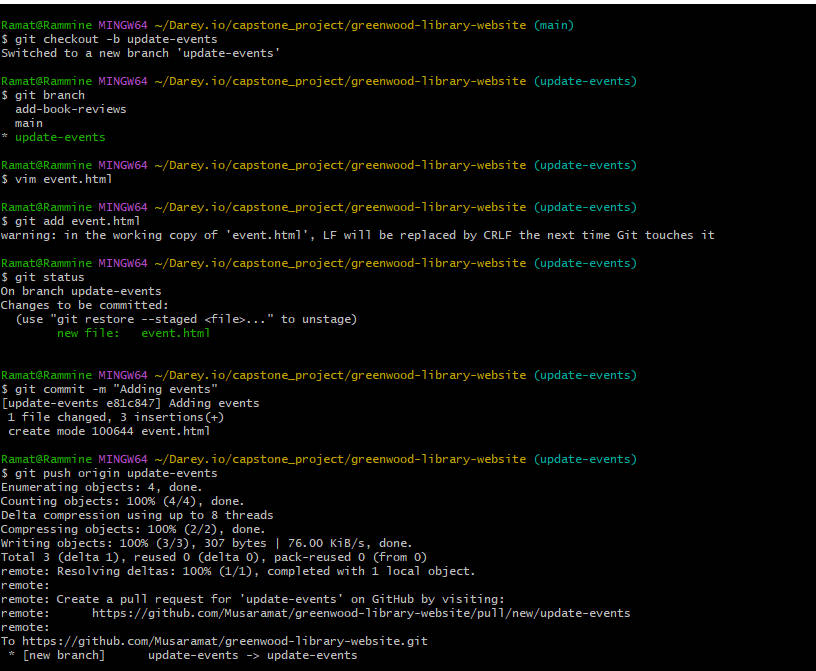 Ramat@Rammine MINGW64 ~/Darey.io/capstone_project/greenwood-library-website (main)
$ git checkout -b update-events
Switched to a new branch 'update-events'
Ramat@Rammine MINGW64 ~/Darey.io/capstone_project/greenwood-library-website (update-events)
$ git branch
  add-book-reviews
  main
* update-events
Ramat@Rammine MINGW64 ~/Darey.io/capstone_project/greenwood-library-website (update-events)
$ vim event.html
Ramat@Rammine MINGW64 ~/Darey.io/capstone_project/greenwood-library-website (update-events)
$ git add event.html
warning: in the working copy of 'event.html', LF will be replaced by CRLF the next time Git touches it
Ramat@Rammine MINGW64 ~/Darey.io/capstone_project/greenwood-library-website (update-events)
$ git status
On branch update-events
Changes to be committed:
  (use "git restore --staged <file>..." to unstage)
        new file:   event.html
Ramat@Rammine MINGW64 ~/Darey.io/capstone_project/greenwood-library-website (update-events)
$ git commit -m "Adding events"
[update-events e81c847] Adding events
 1 file changed, 3 insertions(+)
 create mode 100644 event.html
Ramat@Rammine MINGW64 ~/Darey.io/capstone_project/greenwood-library-website (update-events)
$ git push origin update-events
Enumerating objects: 4, done.
Counting objects: 100% (4/4), done.
Delta compression using up to 8 threads
Compressing objects: 100% (2/2), done.
Writing objects: 100% (3/3), 307 bytes | 76.00 KiB/s, done.
Total 3 (delta 1), reused 0 (delta 0), pack-reused 0 (from 0)
remote: Resolving deltas: 100% (1/1), completed with 1 local object.
remote:
remote: Create a pull request for 'update-events' on GitHub by visiting:
remote:      https://github.com/Musaramat/greenwood-library-website/pull/new/update-events
remote:
To https://github.com/Musaramat/greenwood-library-website.git
 * [new branch]      update-events -> update-events